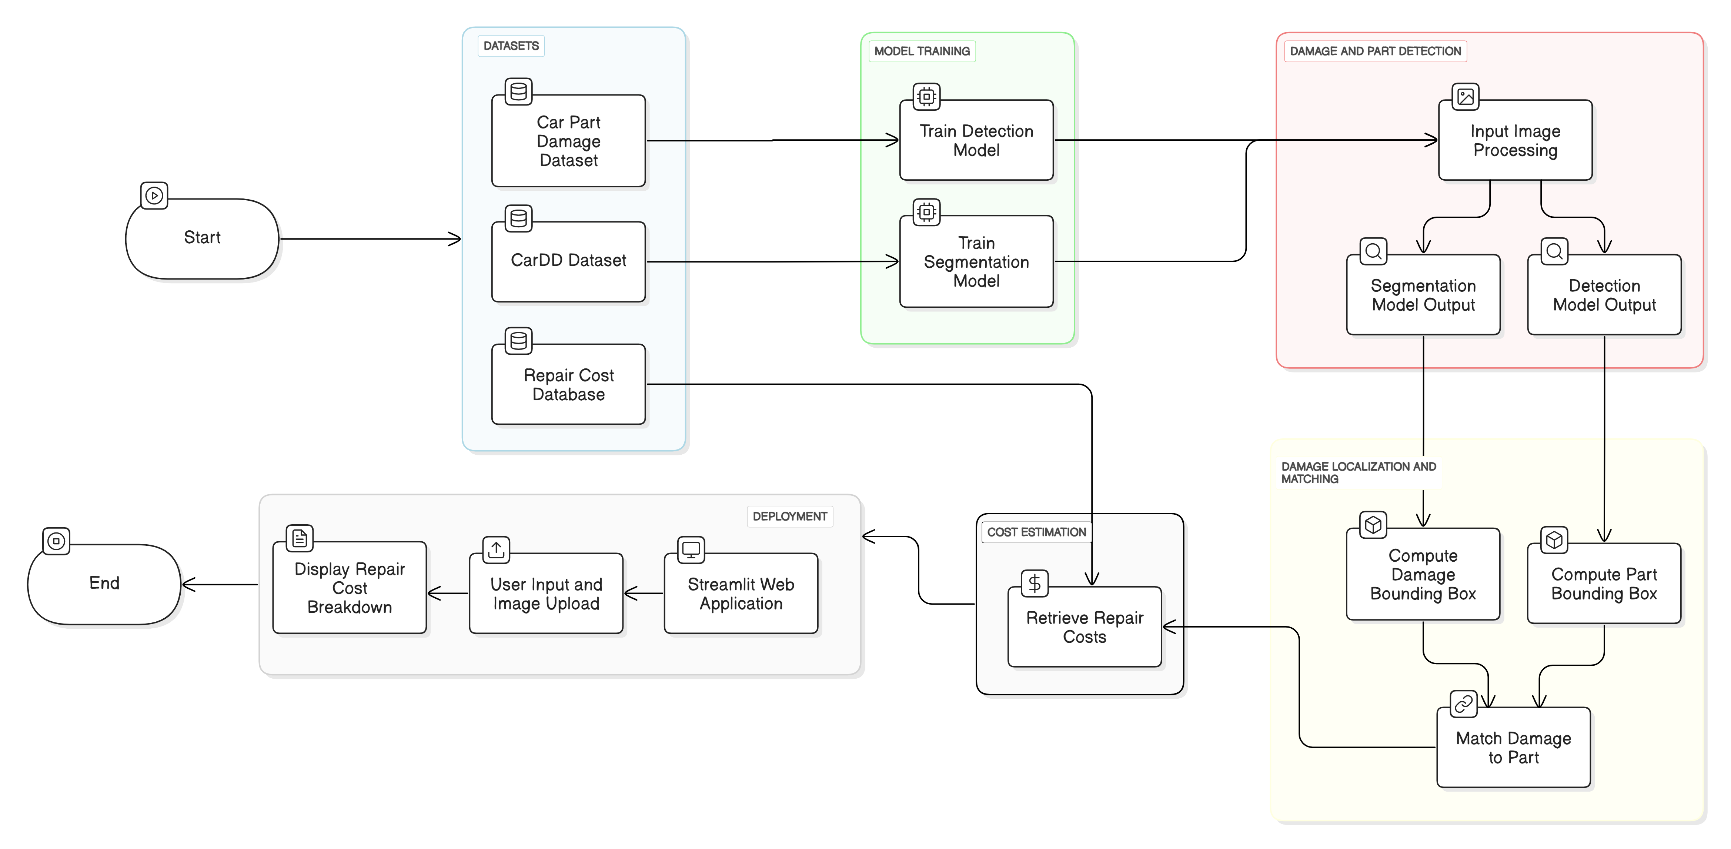 DATASETS
Car Part
Damage
Dataset
CarDD Dataset
Repair Cost
Database
Start
MODEL TRAINING
Train Detection
Model
Train
Segmentation
Model
DAMAGE AND PART DETECTION
Input Image
Processing
Segmentation
Model Output
Detection
Model Output
DAMAGE LOCALIZATION AND
MATCHING
Compute
Damage
Bounding Box
Compute Part
Bounding Box
Match Damage
to Part
COST ESTIMATION
Retrieve Repair
Costs
DEPLOYMENT
Streamlit Web
Application
User Input and
Image Upload
Display Repair
Cost
Breakdown
End